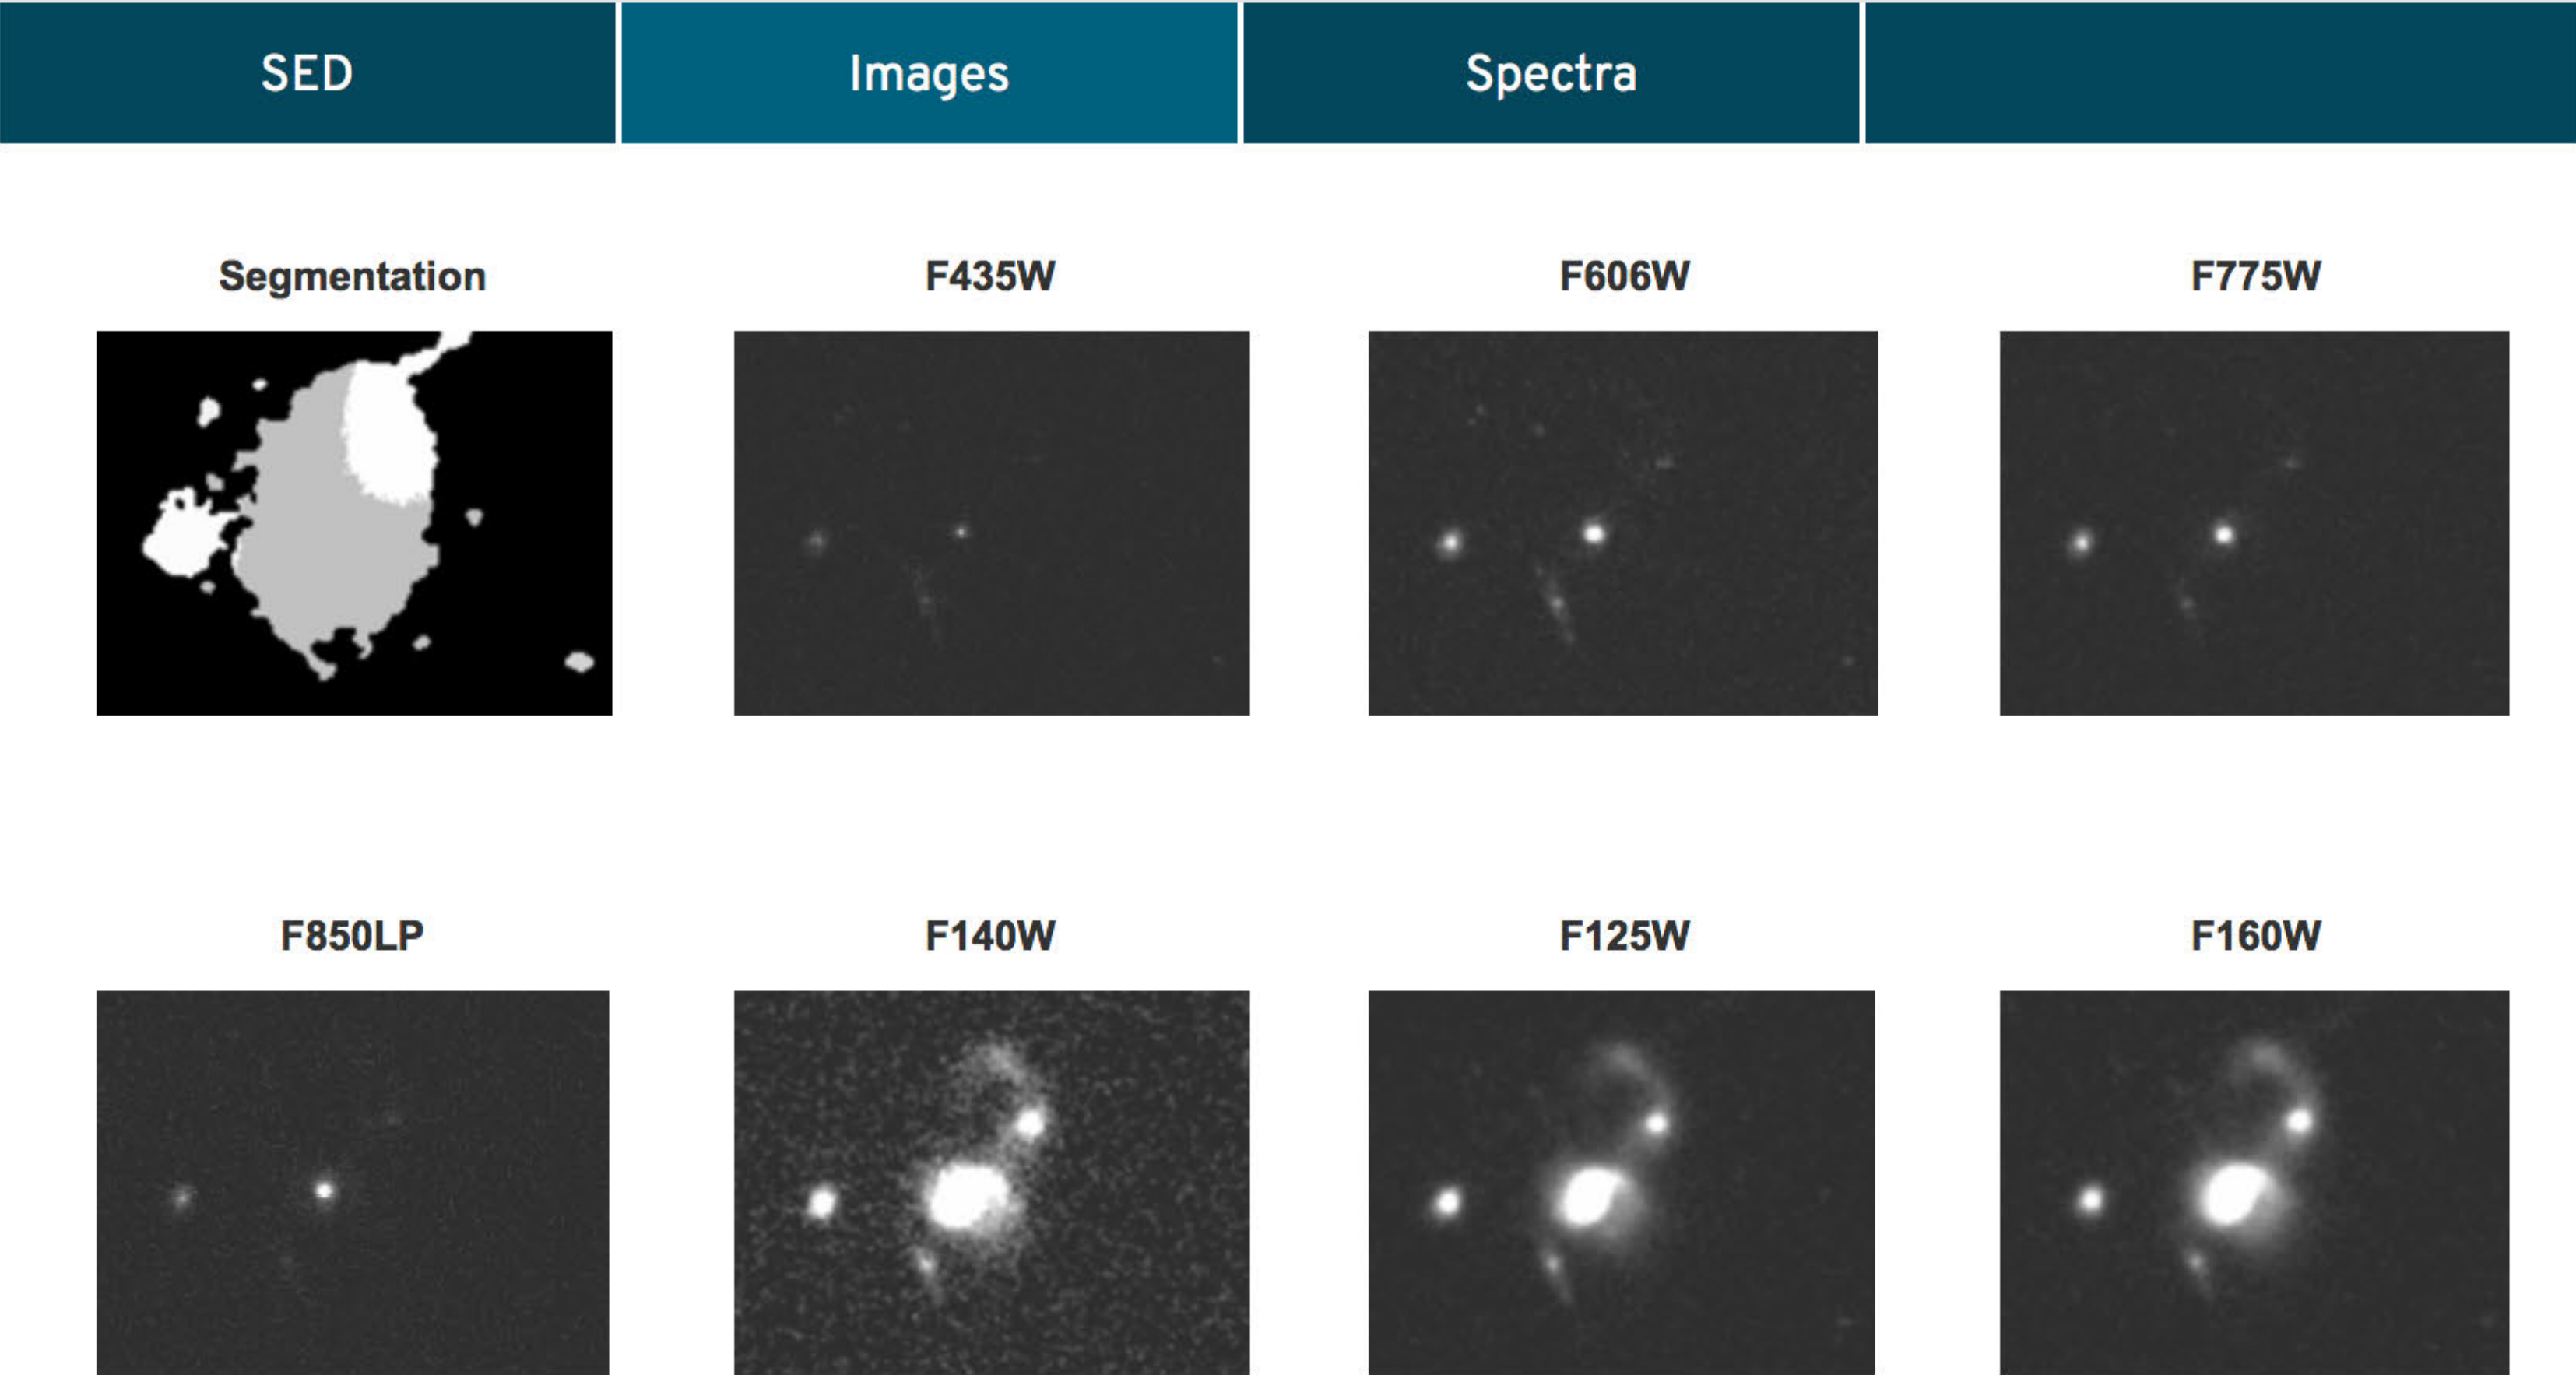 SED Images Spectra
Segmentation F435W F606W F775W
F850LP F140W F125W F160W